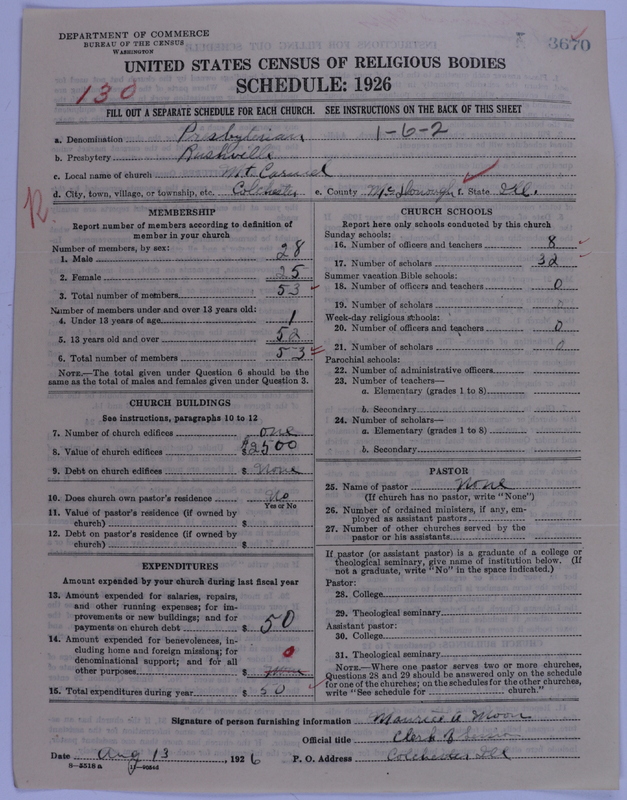 DEPARTMENT OF COMMERCE
BUREAU OF THE CENSUS
WASHINGTON
3670
UNITED STATES CENSUS OF RELIGIOUS BODIES
SCHEDULE: 1926
130
FILL OUT A SEPARATE SCHEDULE FOR EACH CHURCH. SEE INSTRUCTIONS ON THE BACK OF THIS SHEET
a. Denomination Presbyterian 1-6-2
b. Presbytery Rushville
c. Local name of church Mt. Carmel
d. City, town, village, or township, etc. Colchester e. County McDonough f. State Ill.
MEMBERSHIP
Report number of members according to definition of member in your church
Number of members, by sex:
1. Male 28
2. Female 25
3. Total number of members 53
Number of members under and over 13 years old:
4. Under 13 years of age 1
5. 13 years old and over 52
6. Total number of members 53
NOTE.—The total given under Question 6 should be the
same as the total of males and females given under Question 3.
CHURCH BUILDINGS
See instructions, paragraphs 10 to 12
7. Number of church edifices one
8. Value of church edifices $2500
9. Debt on church edifices $ None
10. Does church own pastor's residence No
Yes or No
11. Value of pastor's residence (if owned by
church) $
12. Debt on pastor's residence (if owned by
church) $
EXPENDITURES
Amount expended by your church during last fiscal year
13. Amount expended for salaries, repairs,
and other running expenses; for im-
provements or new buildings; and for
payments on church debt $ 50
14. Amount expended for benevolences, in-
cluding home and foreign missions; for
denominational support; and for all
other purposes $ None 0
15. Total expenditures during year $ 50
CHURCH SCHOOLS
Report here only schools conducted by this church
Sunday schools:
16. Number of officers and teachers 8
17. Number of scholars 32
Summer vacation Bible schools:
18. Number of officers and teachers 0
19. Number of scholars 0
Week-day religious schools:
20. Number of officers and teachers 0
21. Number of scholars 0
Parochial schools:
22. Number of administrative officers
23. Number of teachers—
a. Elementary (grades 1 to 8)
b. Secondary
24. Number of scholars—
a. Elementary (grades 1 to 8)
b. Secondary
PASTOR
25. Name of pastor None
(If church has no pastor, write "None")
26. Number of ordained ministers, if any, em-
ployed as assistant pastors
27. Number of other churches served by the
pastor or his assistants
If pastor (or assistant pastor) is a graduate of a college or
theological seminary, give name of institution below. (If
not a graduate, write "No" in the space indicated.)
Pastor:
28. College
29. Theological seminary
Assistant pastor:
30. College
31. Theological seminary
NOTE.—Where one pastor serves two or more churches,
Questions 28 and 29 should be answered only on the schedule
for one of the churches; on the schedules for the other churches,
write "See schedule for church."
Signature of person furnishing information Maurice A Moon
Official title Clerk of Session
Date Aug 13, 1926 P. O. Address Colchester, Ill
8-5518 a